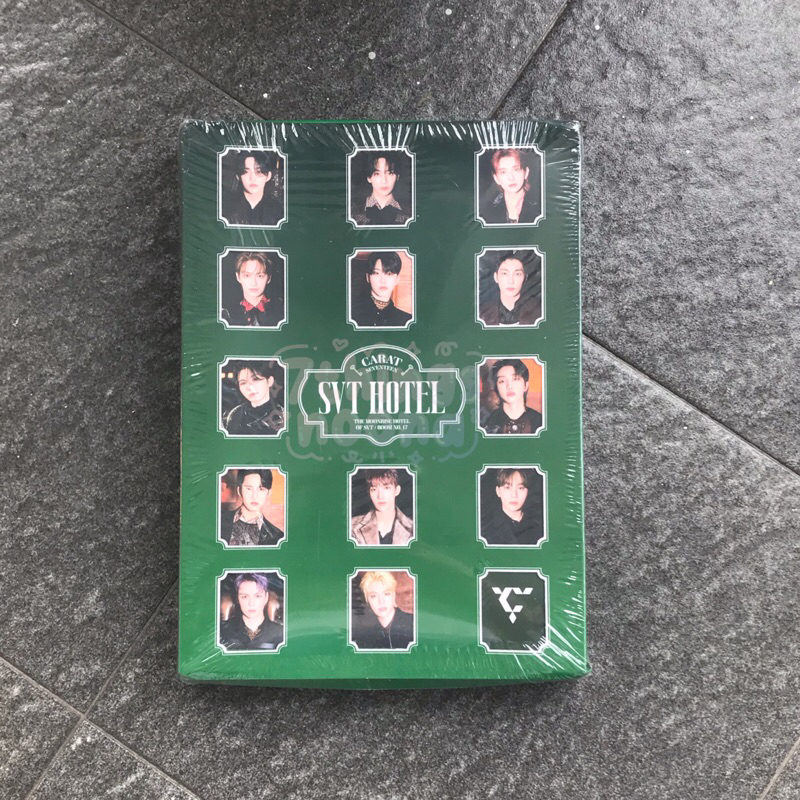 CARAT
SEVENTEEN
SVT HOTEL
THE MOONRISE HOTEL
OF SVT : ROOM NO. 17